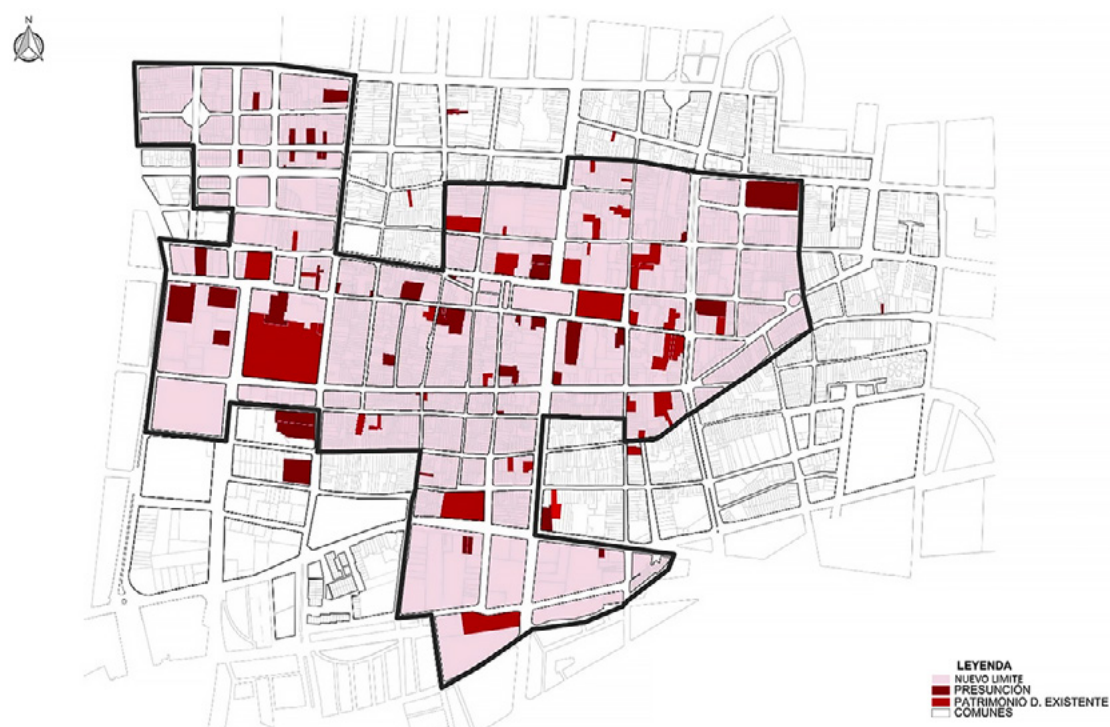 N
LEYENDA
NUEVO LIMITE
PRESUNCIÓN
PATRIMONIO D. EXISTENTE
COMUNES